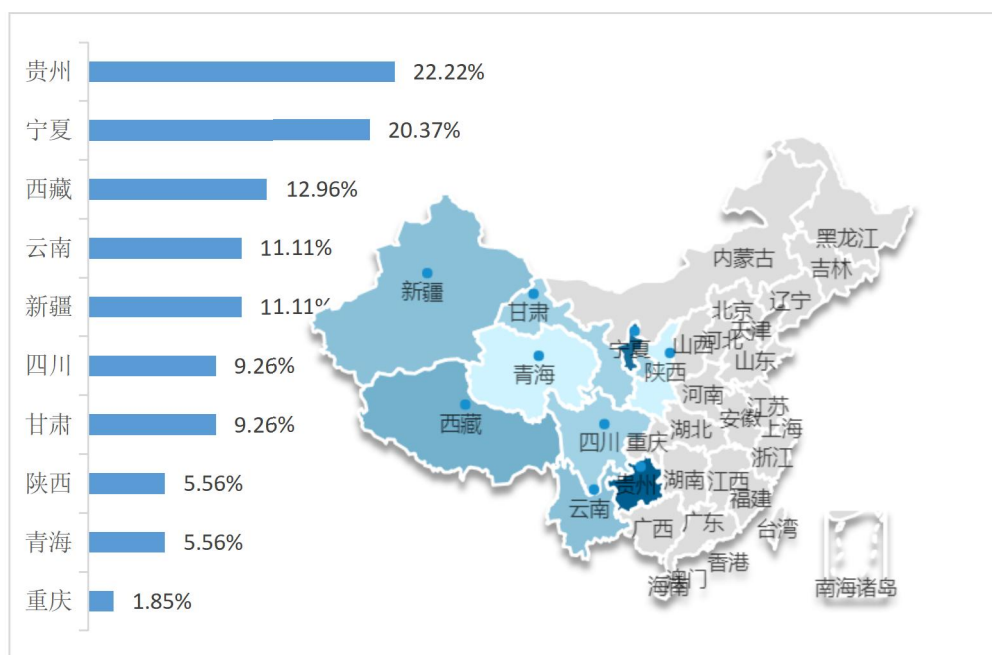 贵州 22.22%
宁夏 20.37%
西藏 12.96%
云南 11.11%
新疆 11.11%
四川 9.26%
甘肃 9.26%
陕西 5.56%
青海 5.56%
重庆 1.85%
黑龙江
内蒙古
吉林
新疆
辽宁
北京
甘肃
天津
河北
宁夏
山西
山东
陕西
青海
河南
江苏
安徽
西藏
上海
湖北
四川
重庆
浙江
湖南
江西
贵州
福建
云南
广东
广西
台湾
香港
澳门
海南
南海诸岛